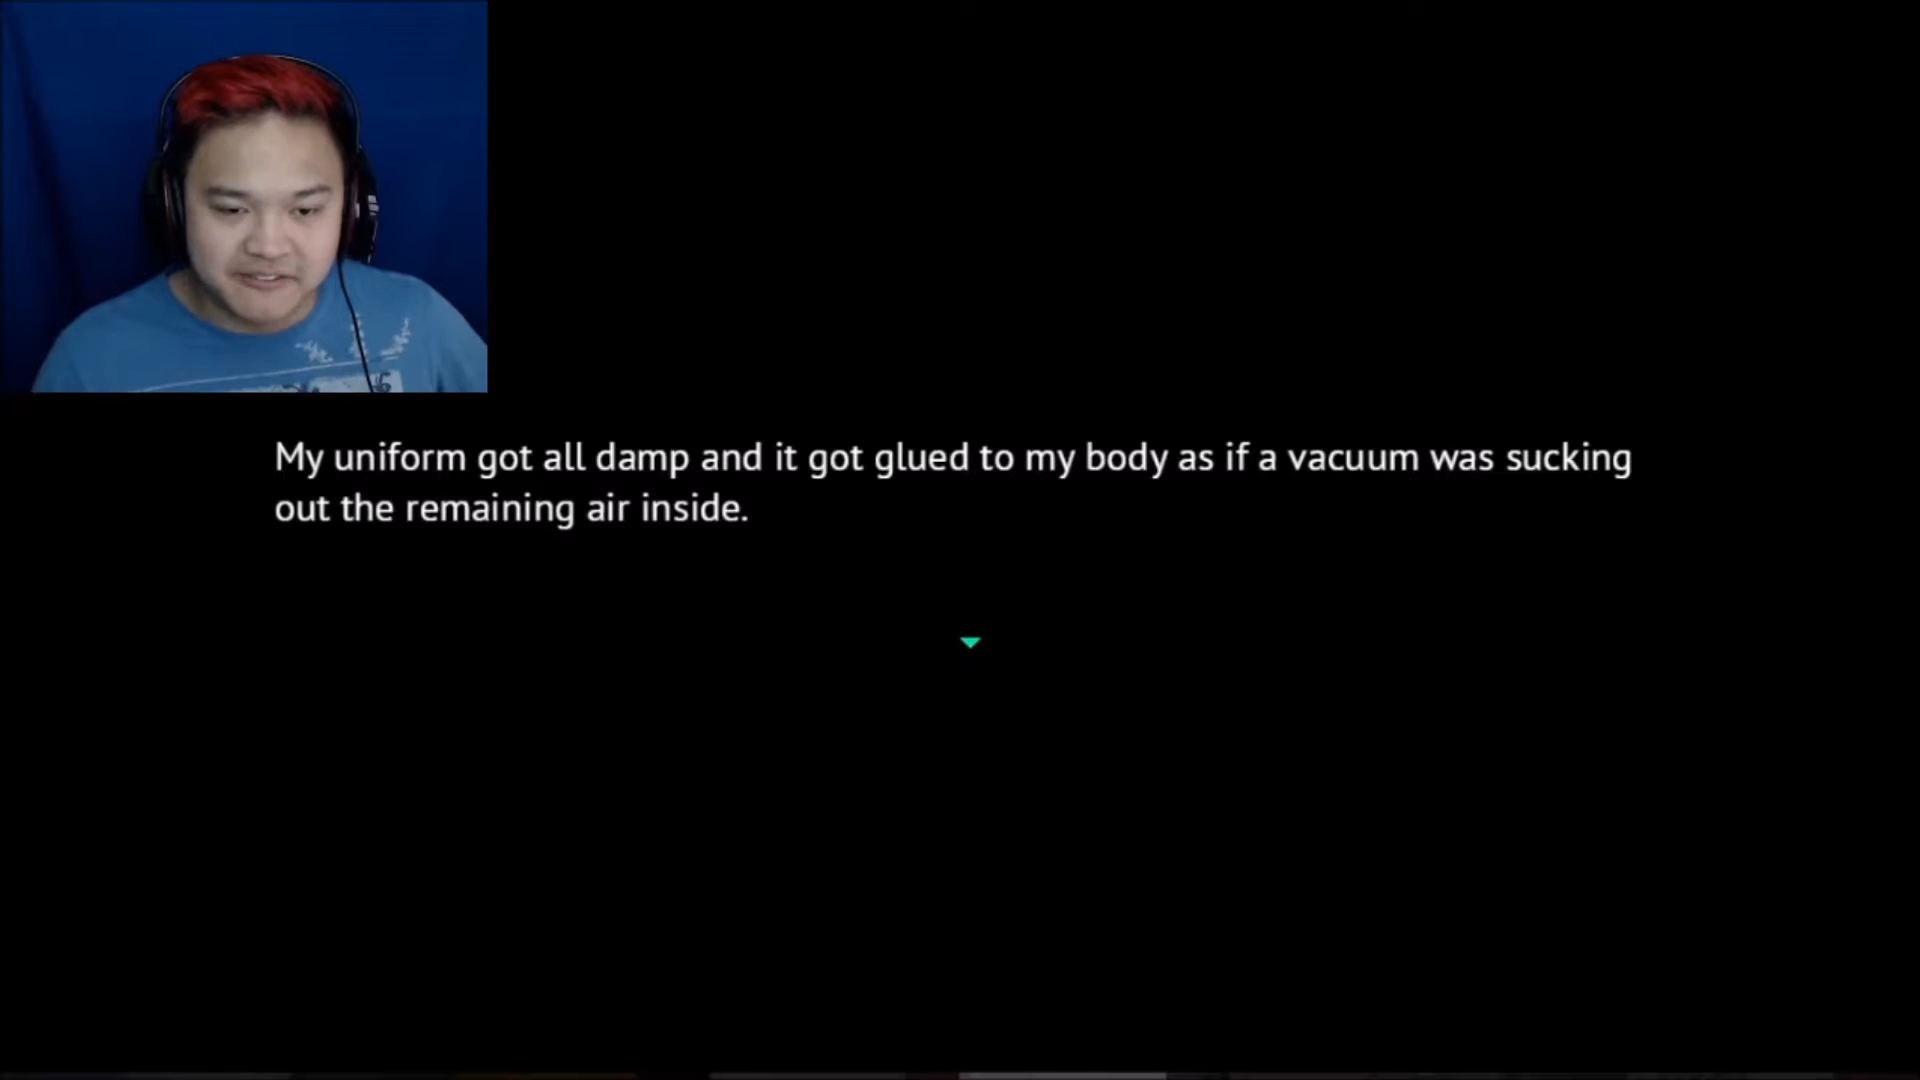 My uniform got all damp and it got glued to my body as if a vacuum was sucking
out the remaining air inside.